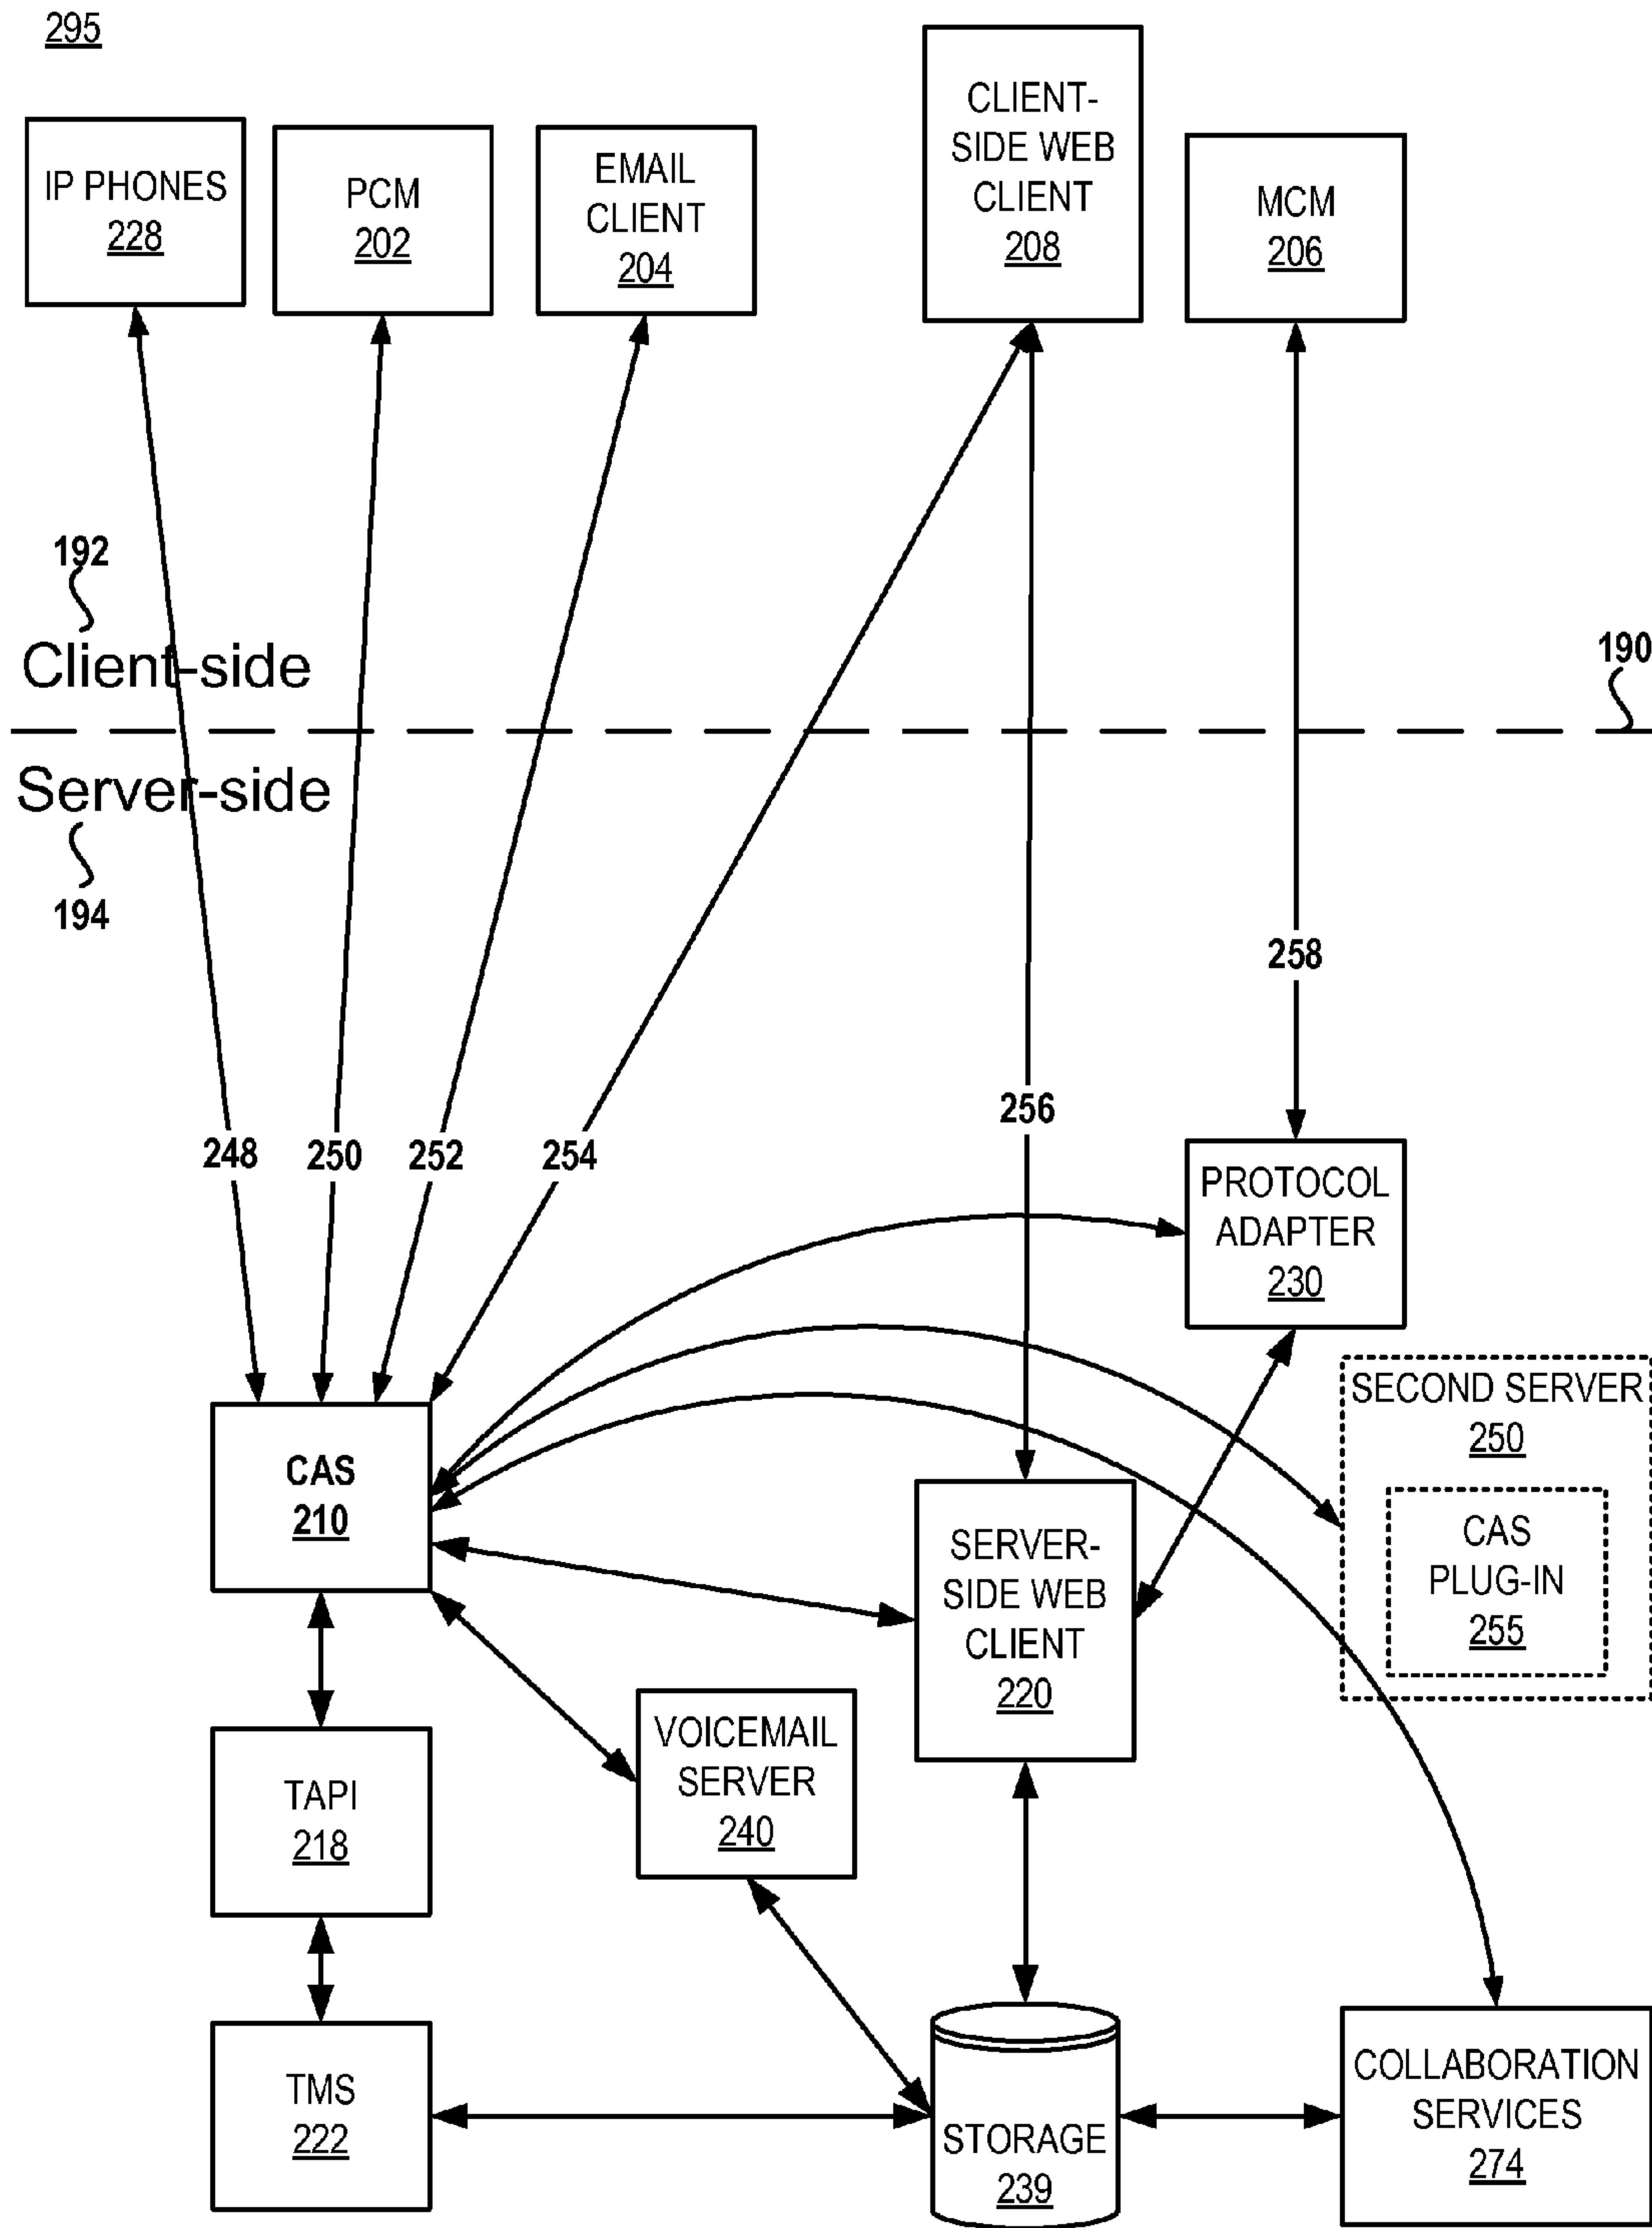 295
IP PHONES
228
PCM
202
EMAIL
CLIENT
204
CLIENT-
SIDE WEB
CLIENT
208
MCM
206
192
Client-side
190
Server-side
194
258
256
248
250
252
254
PROTOCOL
ADAPTER
230
SECOND SERVER
250
CAS
PLUG-IN
255
CAS
210
SERVER-
SIDE WEB
CLIENT
220
VOICEMAIL
SERVER
240
TAPI
218
TMS
222
STORAGE
239
COLLABORATION
SERVICES
274